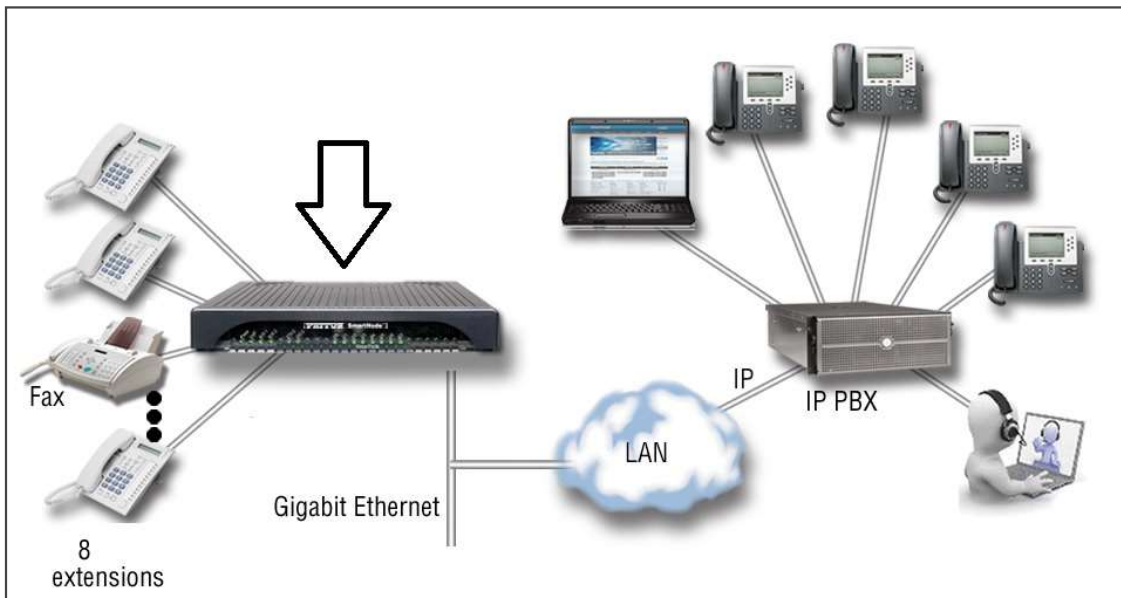 PATTON SmartNode
Fax
8
extensions
Gigabit Ethernet
LAN
IP
IP PBX